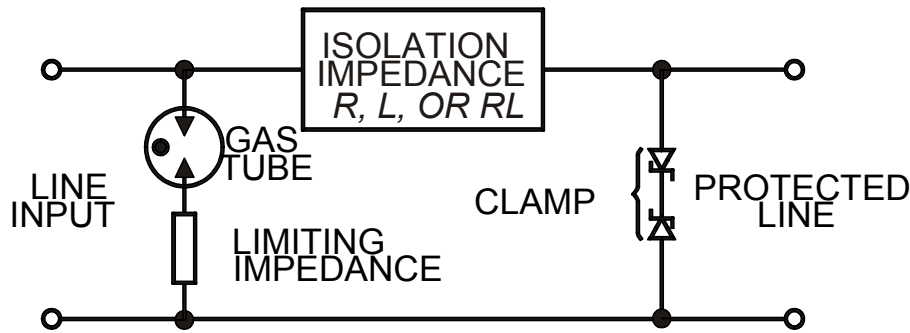 ISOLATION
IMPEDANCE
R, L, OR RL
GAS
TUBE
LINE
INPUT
CLAMP
PROTECTED
LINE
LIMITING
IMPEDANCE